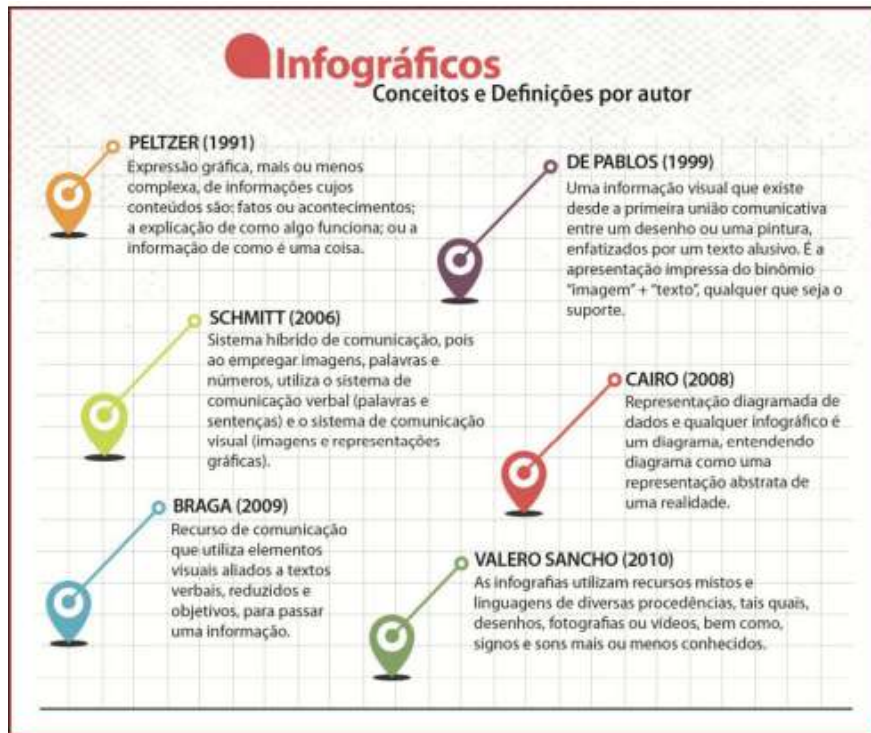 Infográficos
Conceitos e Definições por autor
PELTZER (1991)
Expressão gráfica, mais ou menos
complexa, de informações cujos
conteúdos são: fatos ou acontecimentos;
a explicação de como algo funciona; ou a
informação de como é uma coisa.
DE PABLOS (1999)
Uma informação visual que existe
desde a primeira união comunicativa
entre um desenho ou uma pintura,
enfatizados por um texto alusivo. É a
apresentação impressa do binômio
"imagem" + "texto", qualquer que seja o
suporte.
SCHMITT (2006)
Sistema híbrido de comunicação, pois
ao empregar imagens, palavras e
números, utiliza o sistema de
comunicação verbal (palavras e
sentenças) e o sistema de comunicação
visual (imagens e representações
gráficas).
CAIRO (2008)
Representação diagramada de
dados e qualquer infográfico é
um diagrama, entendendo
diagrama como uma
representação abstrata de
uma realidade.
BRAGA (2009)
Recurso de comunicação
que utiliza elementos
visuais aliados a textos
verbais, reduzidos e
objetivos, para passar
uma informação.
VALERO SANCHO (2010)
As infografias utilizam recursos mistos e
linguagens de diversas procedências, tais quais,
desenhos, fotografias ou vídeos, bem como,
signos e sons mais ou menos conhecidos.